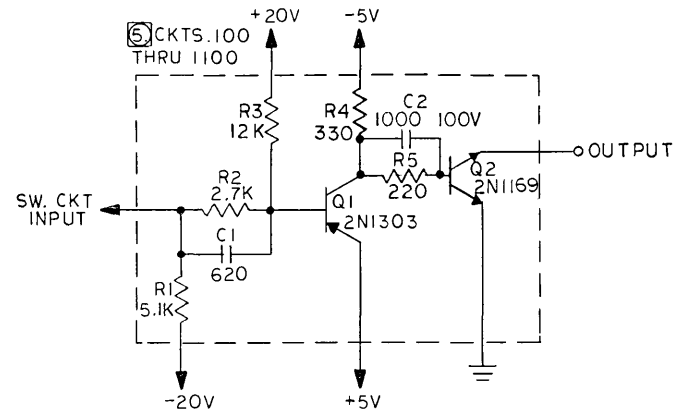 +20V
-5V
5. CKTS. 100
THRU 1100
R3
12K
R4
330
C2
1000 100V
R5
220
Q2
2N1169
OUTPUT
SW. CKT
INPUT
R2
2.7K
Q1
2N1303
C1
620
R1
5.1K
-20V
+5V